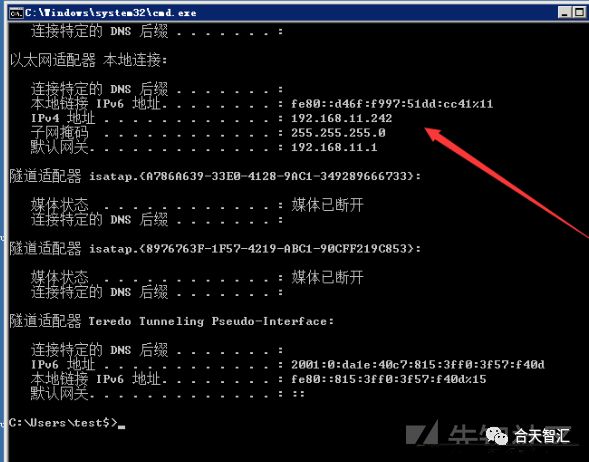 C:\Windows\system32\cmd.exe
连接特定的 DNS 后缀 . . . . . . . :
以太网适配器 本地连接:
连接特定的 DNS 后缀 . . . . . . . :
本地链接 IPv6 地址. . . . . . . . : fe80::d46f:f997:51dd:cc41%11
IPv4 地址 . . . . . . . . . . . . : 192.168.11.242
子网掩码 . . . . . . . . . . . . : 255.255.255.0
默认网关. . . . . . . . . . . . . : 192.168.11.1
隧道适配器 isatap.{A786A639-33E0-4128-9AC1-349289666733}:
媒体状态 . . . . . . . . . . . . : 媒体已断开
连接特定的 DNS 后缀 . . . . . . . :
隧道适配器 isatap.{8976763F-1F57-4219-ABC1-90CFF219C853}:
媒体状态 . . . . . . . . . . . . : 媒体已断开
连接特定的 DNS 后缀 . . . . . . . :
隧道适配器 Teredo Tunneling Pseudo-Interface:
连接特定的 DNS 后缀 . . . . . . . :
IPv6 地址 . . . . . . . . . . . . : 2001:0:da1e:40c7:815:3ff0:3f57:f40d
本地链接 IPv6 地址. . . . . . . . : fe80::815:3ff0:3f57:f40d%15
默认网关. . . . . . . . . . . . . : ::
C:\Users\test$>_
合天智汇